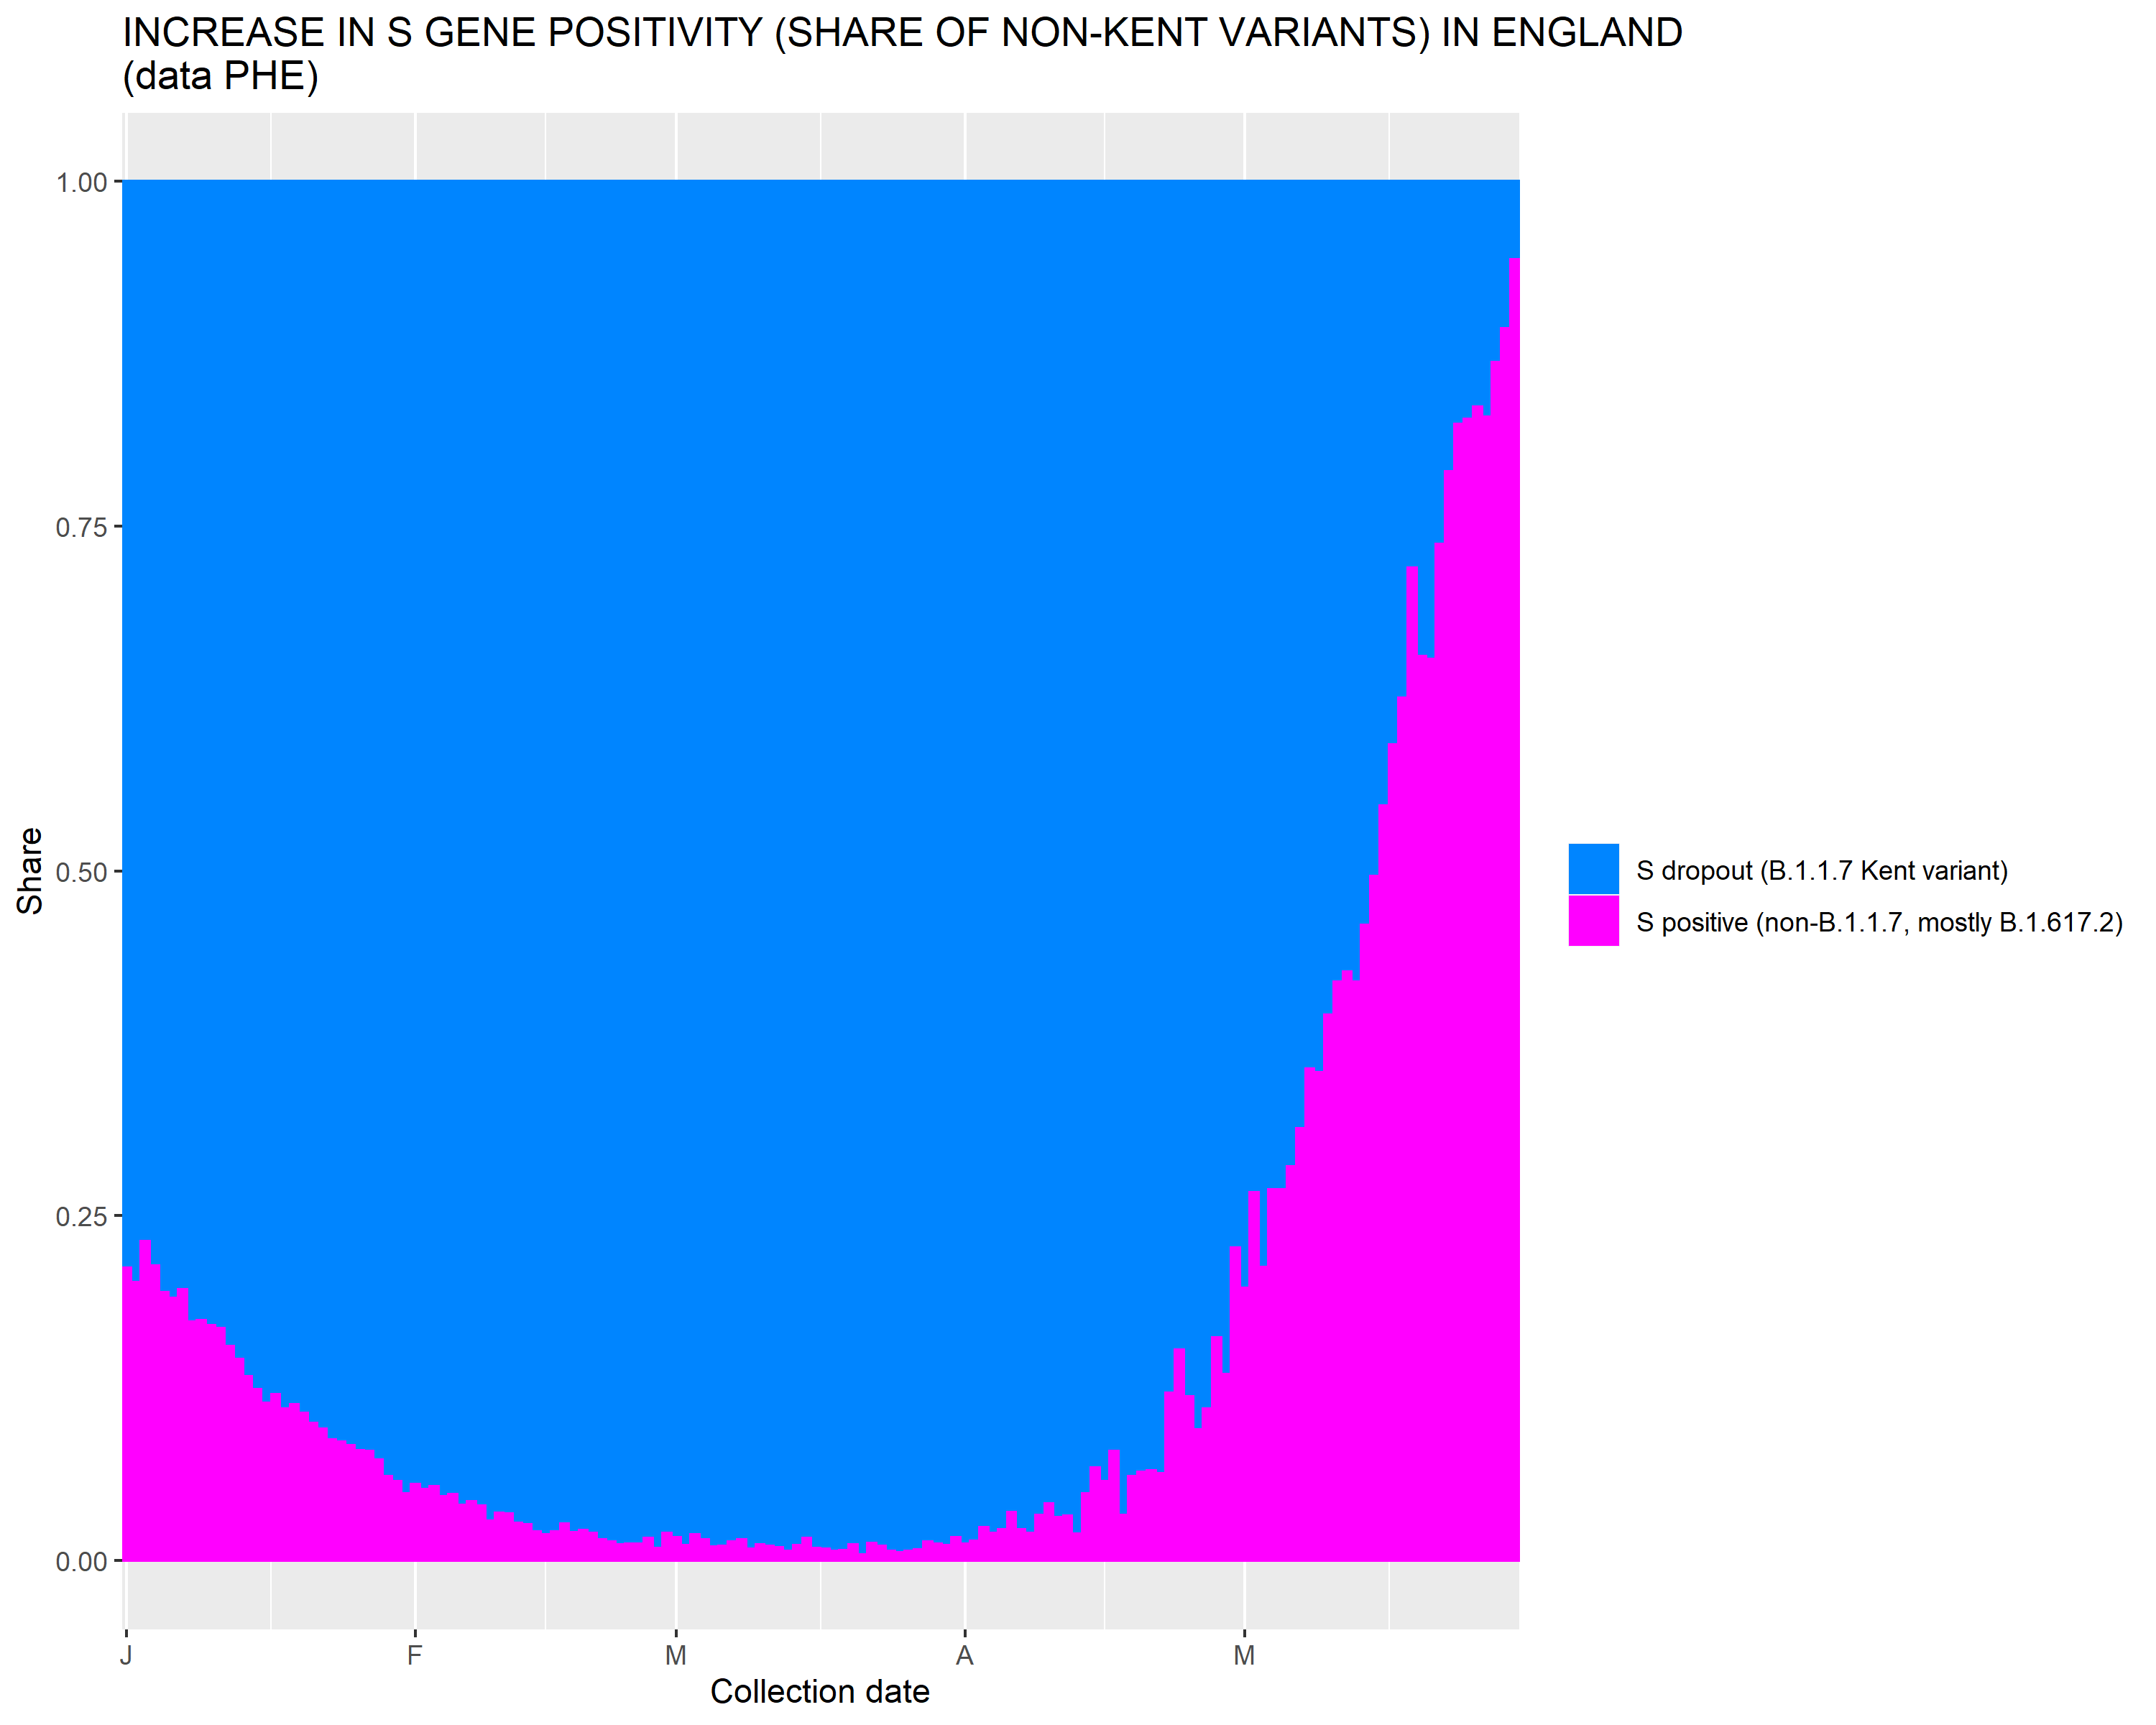 INCREASE IN S GENE POSITIVITY (SHARE OF NON-KENT VARIANTS) IN ENGLAND
(data PHE)
1.00
0.75
0.50
0.25
0.00
Share
J F M A M
Collection date
S dropout (B.1.1.7 Kent variant)
S positive (non-B.1.1.7, mostly B.1.617.2)